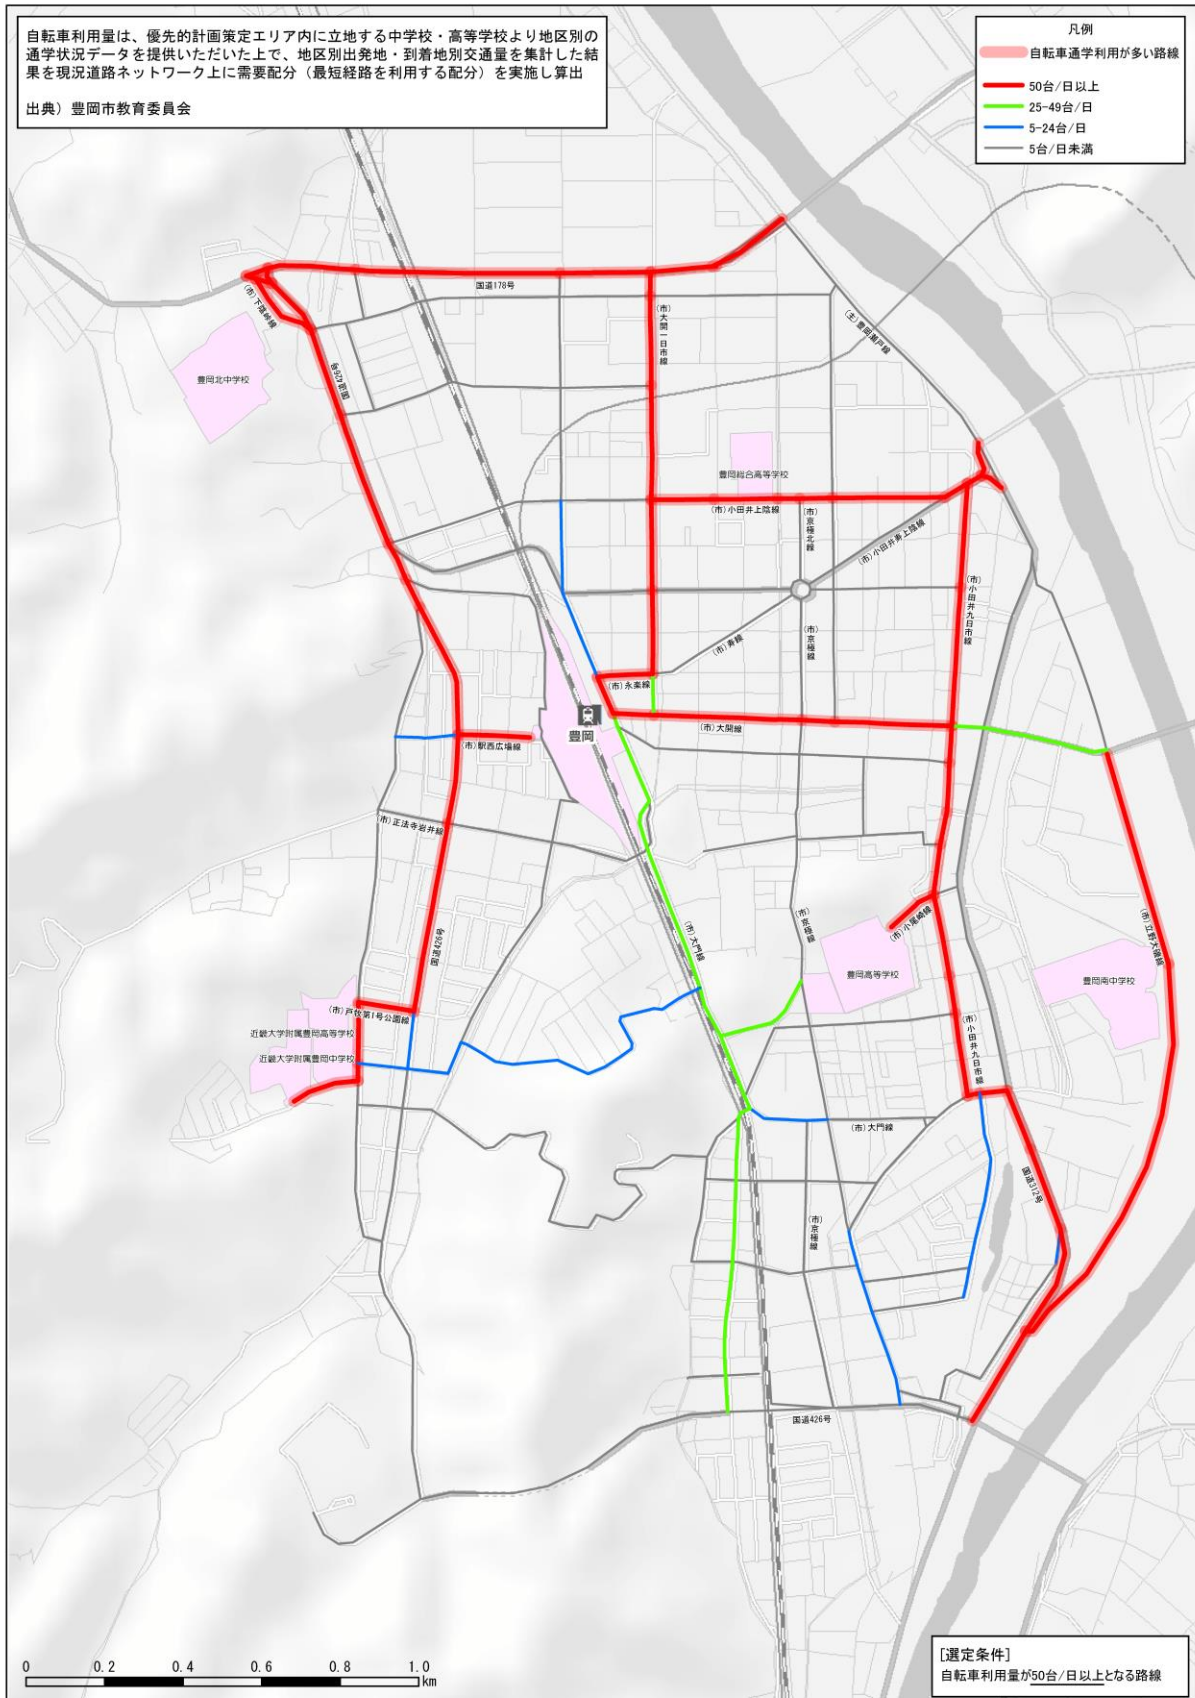 自転車利用量は、優先的計画策定エリア内に立地する中学校・高等学校より地区別の
通学状況データを提供いただいた上で、地区別出発地・到着地別交通量を集計した結
果を現況道路ネットワーク上に需要配分（最短経路を利用する配分）を実施し算出
出典）豊岡市教育委員会
凡例
自転車通学利用が多い路線
50台/日以上
25-49台/日
5-24台/日
5台/日未満
国道178号
(市)下陰峠線
(市)大開一日市線
(主)豊岡瀬戸線
豊岡北中学校
国道426号
豊岡総合高等学校
(市)小田井上陰線
(市)京極北線
(市)小田井寿上陰線
(市)小田井九日市線
(市)寿線
(市)京極線
(市)永楽線
(市)大開線
豊岡
(市)駅西広場線
(市)正法寺岩井線
(市)小尾崎線
(市)立野大磯線
(市)京極線
(市)大門線
国道426号
豊岡高等学校
豊岡南中学校
(市)戸牧第1号公園線
近畿大学附属豊岡高等学校
近畿大学附属豊岡中学校
(市)小田井九日市線
(市)大門線
国道312号
(市)京極線
国道426号
0 0.2 0.4 0.6 0.8 1.0
km
[選定条件]
自転車利用量が50台/日以上となる路線